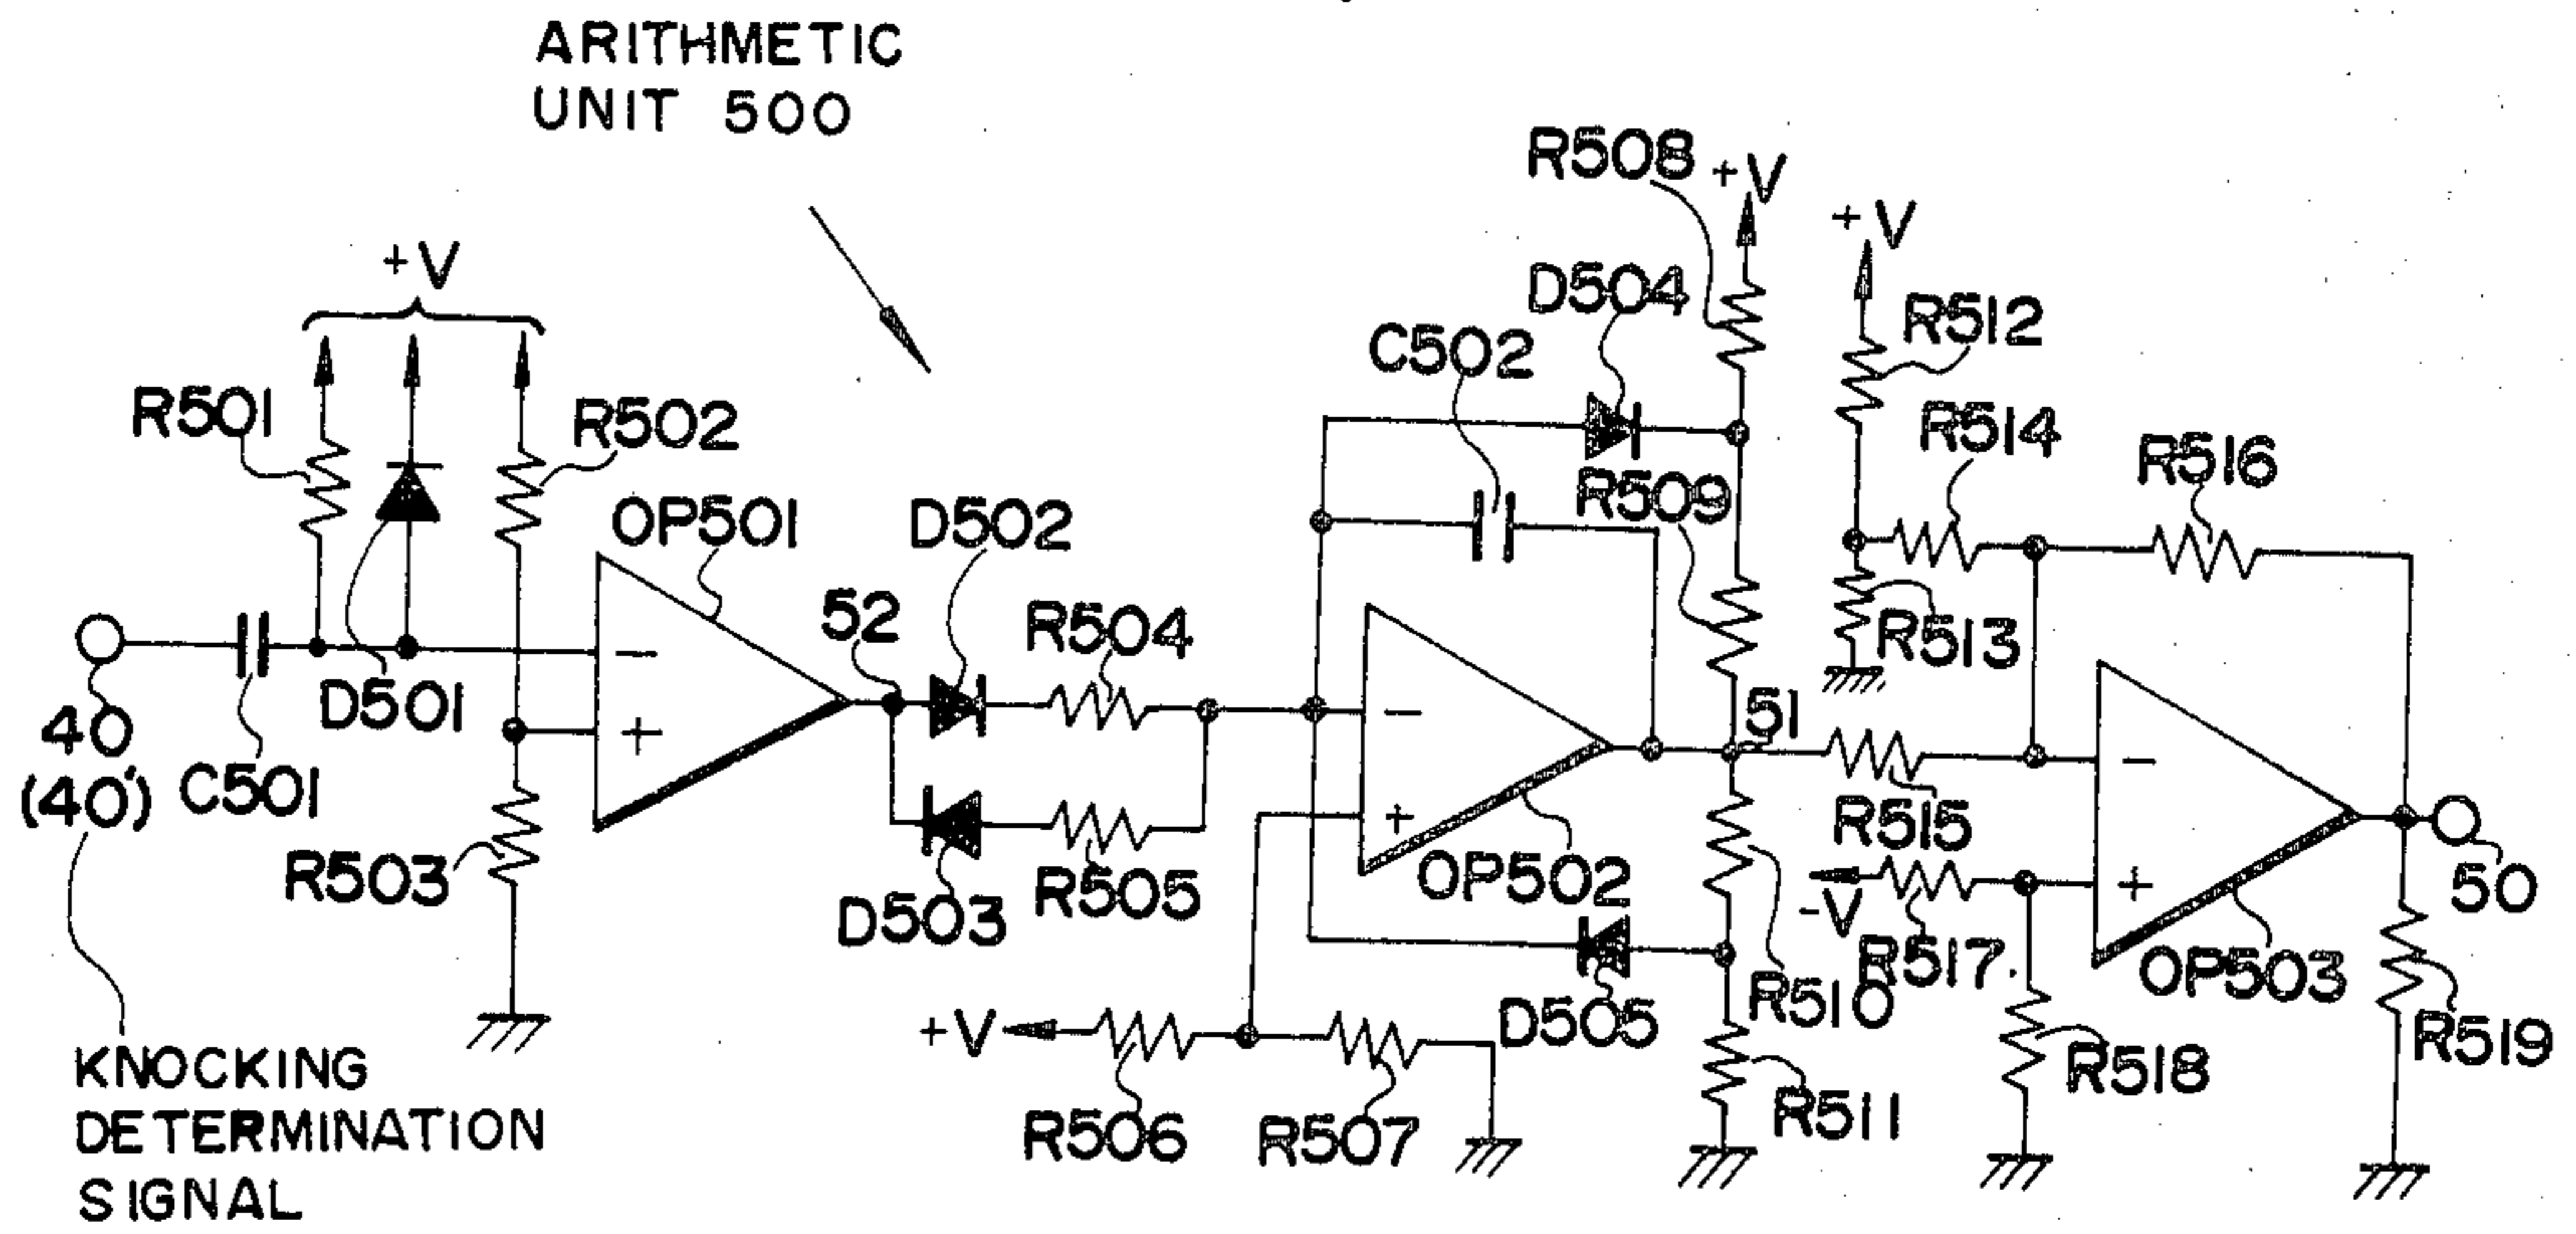 ARITHMETIC
UNIT 500
R508
+V
+V
+V
D504
R512
C502
R501
R502
R514
R516
R509
OP501
D502
52
R504
R513
D501
51
40
(40')
C501
R515
R503
D503
R505
OP502
-V
R517
50
OP503
R510
D505
+V
R519
R518
R506
R507
R511
KNOCKING
DETERMINATION
SIGNAL